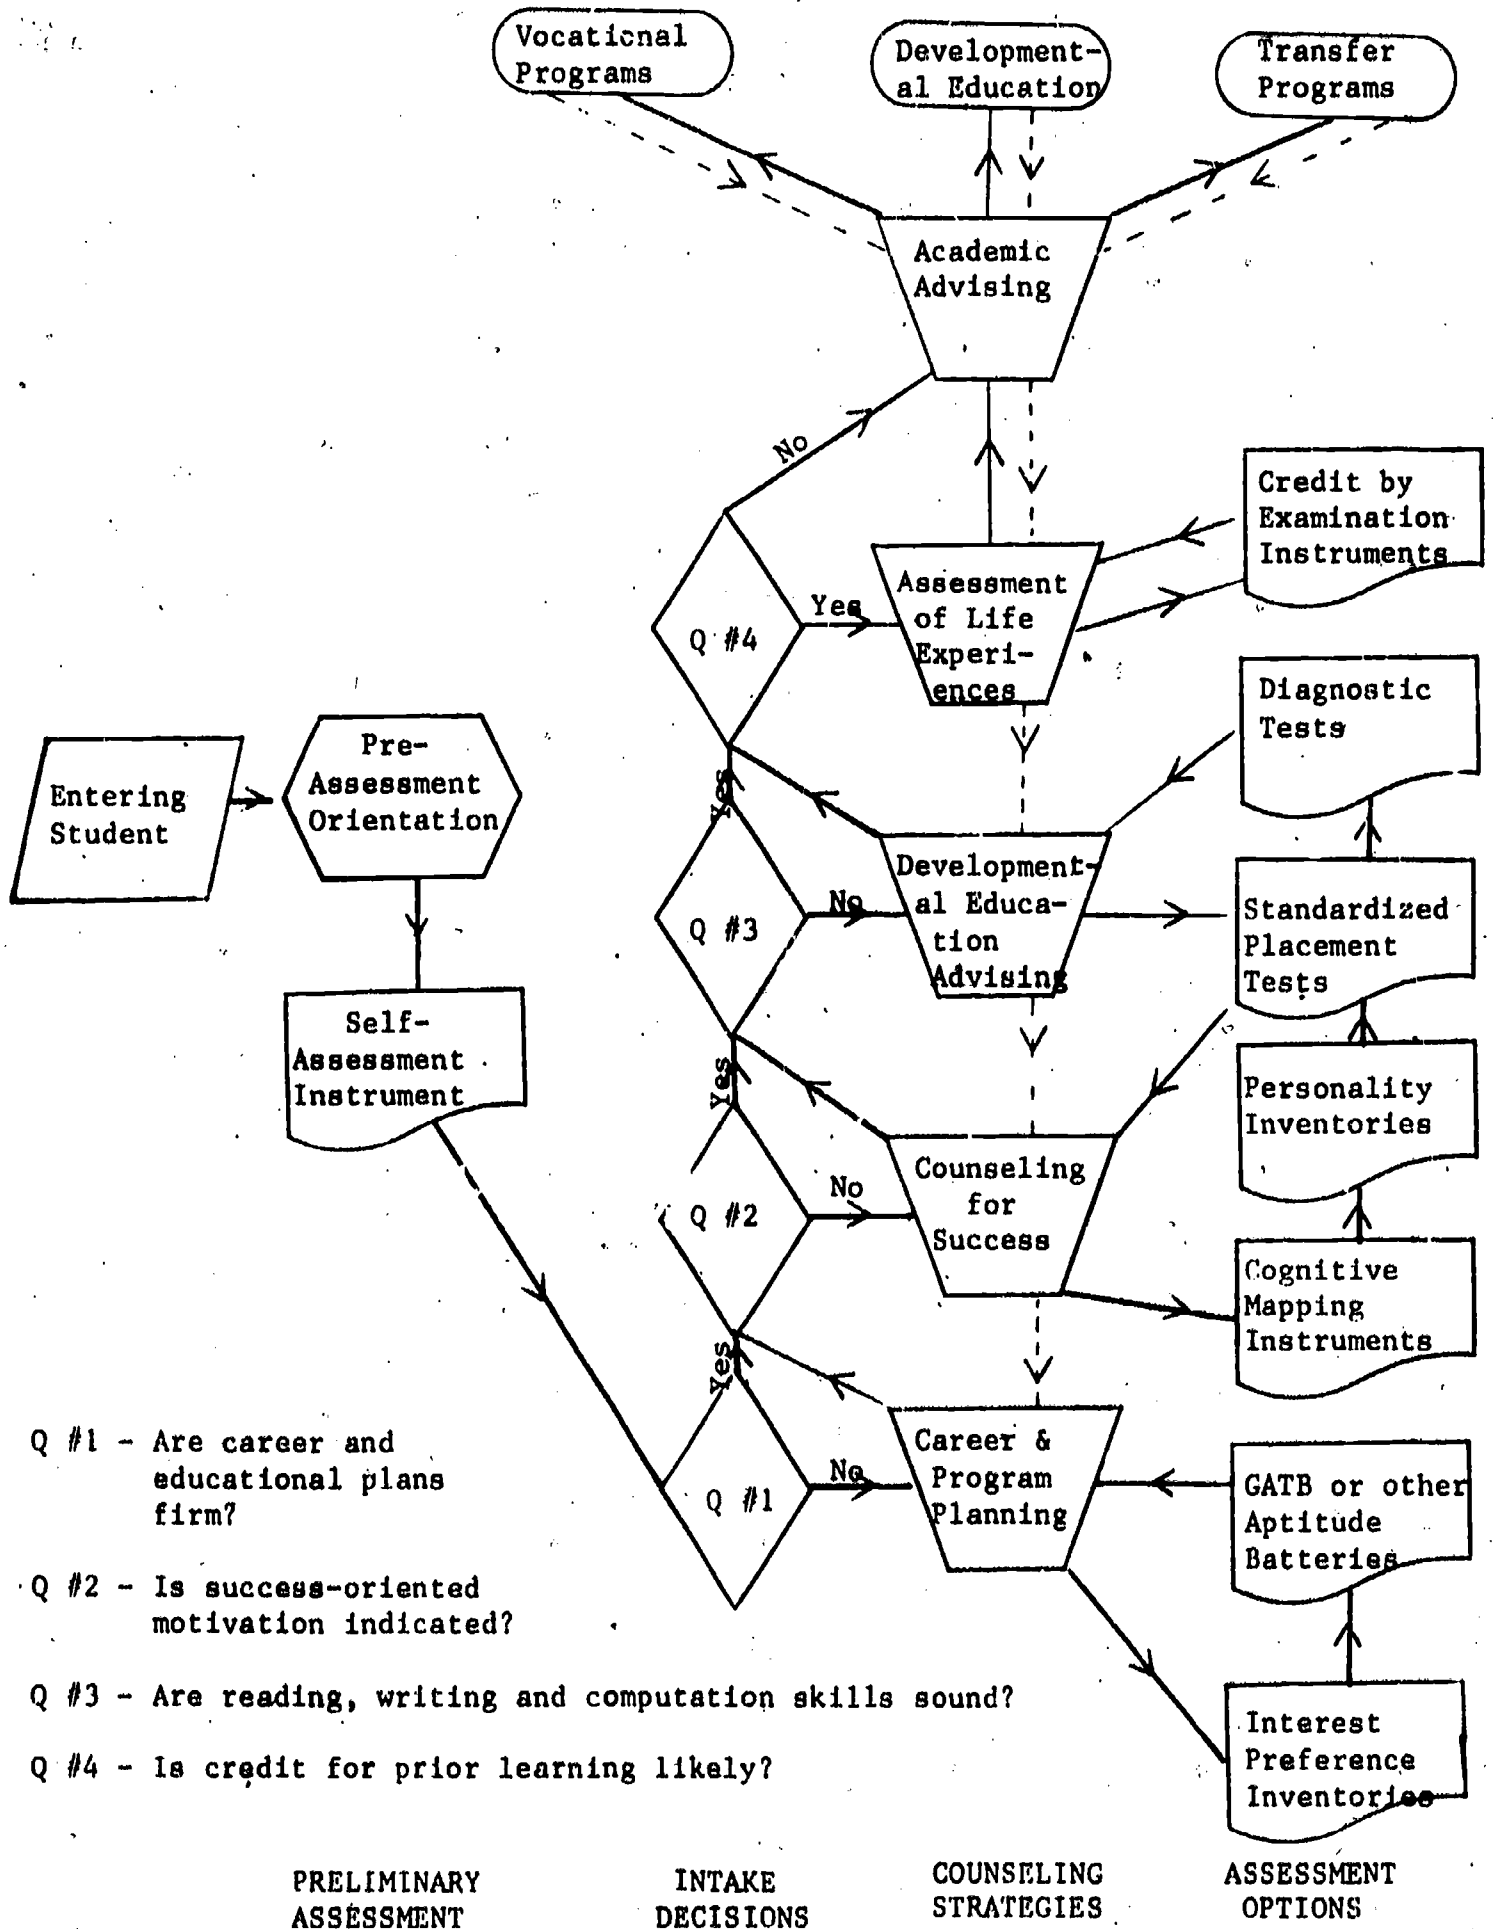 Vocational
Programs
Development-
al Education
Transfer
Programs
Academic
Advising
No
Credit by
Examination
Instruments
Yes
Assessment
of Life
Experi-
ences
Q #4
Diagnostic
Tests
Pre-
Assessment
Orientation
Entering
Student
Yes
Development-
al Educa-
tion
Advising
No
Q #3
Standardized
Placement
Tests
Self-
Assessment
Instrument
Yes
Personality
Inventories
No
Q #2
Counseling
for
Success
Cognitive
Mapping
Instruments
Yes
Career &
Program
Planning
No
Q #1
GATB or other
Aptitude
Batteries
Q #1 - Are career and
educational plans
firm?
Q #2 - Is success-oriented
motivation indicated?
Q #3 - Are reading, writing and computation skills sound?
Q #4 - Is credit for prior learning likely?
Interest
Preference
Inventories
PRELIMINARY
ASSESSMENT
INTAKE
DECISIONS
COUNSELING
STRATEGIES
ASSESSMENT
OPTIONS